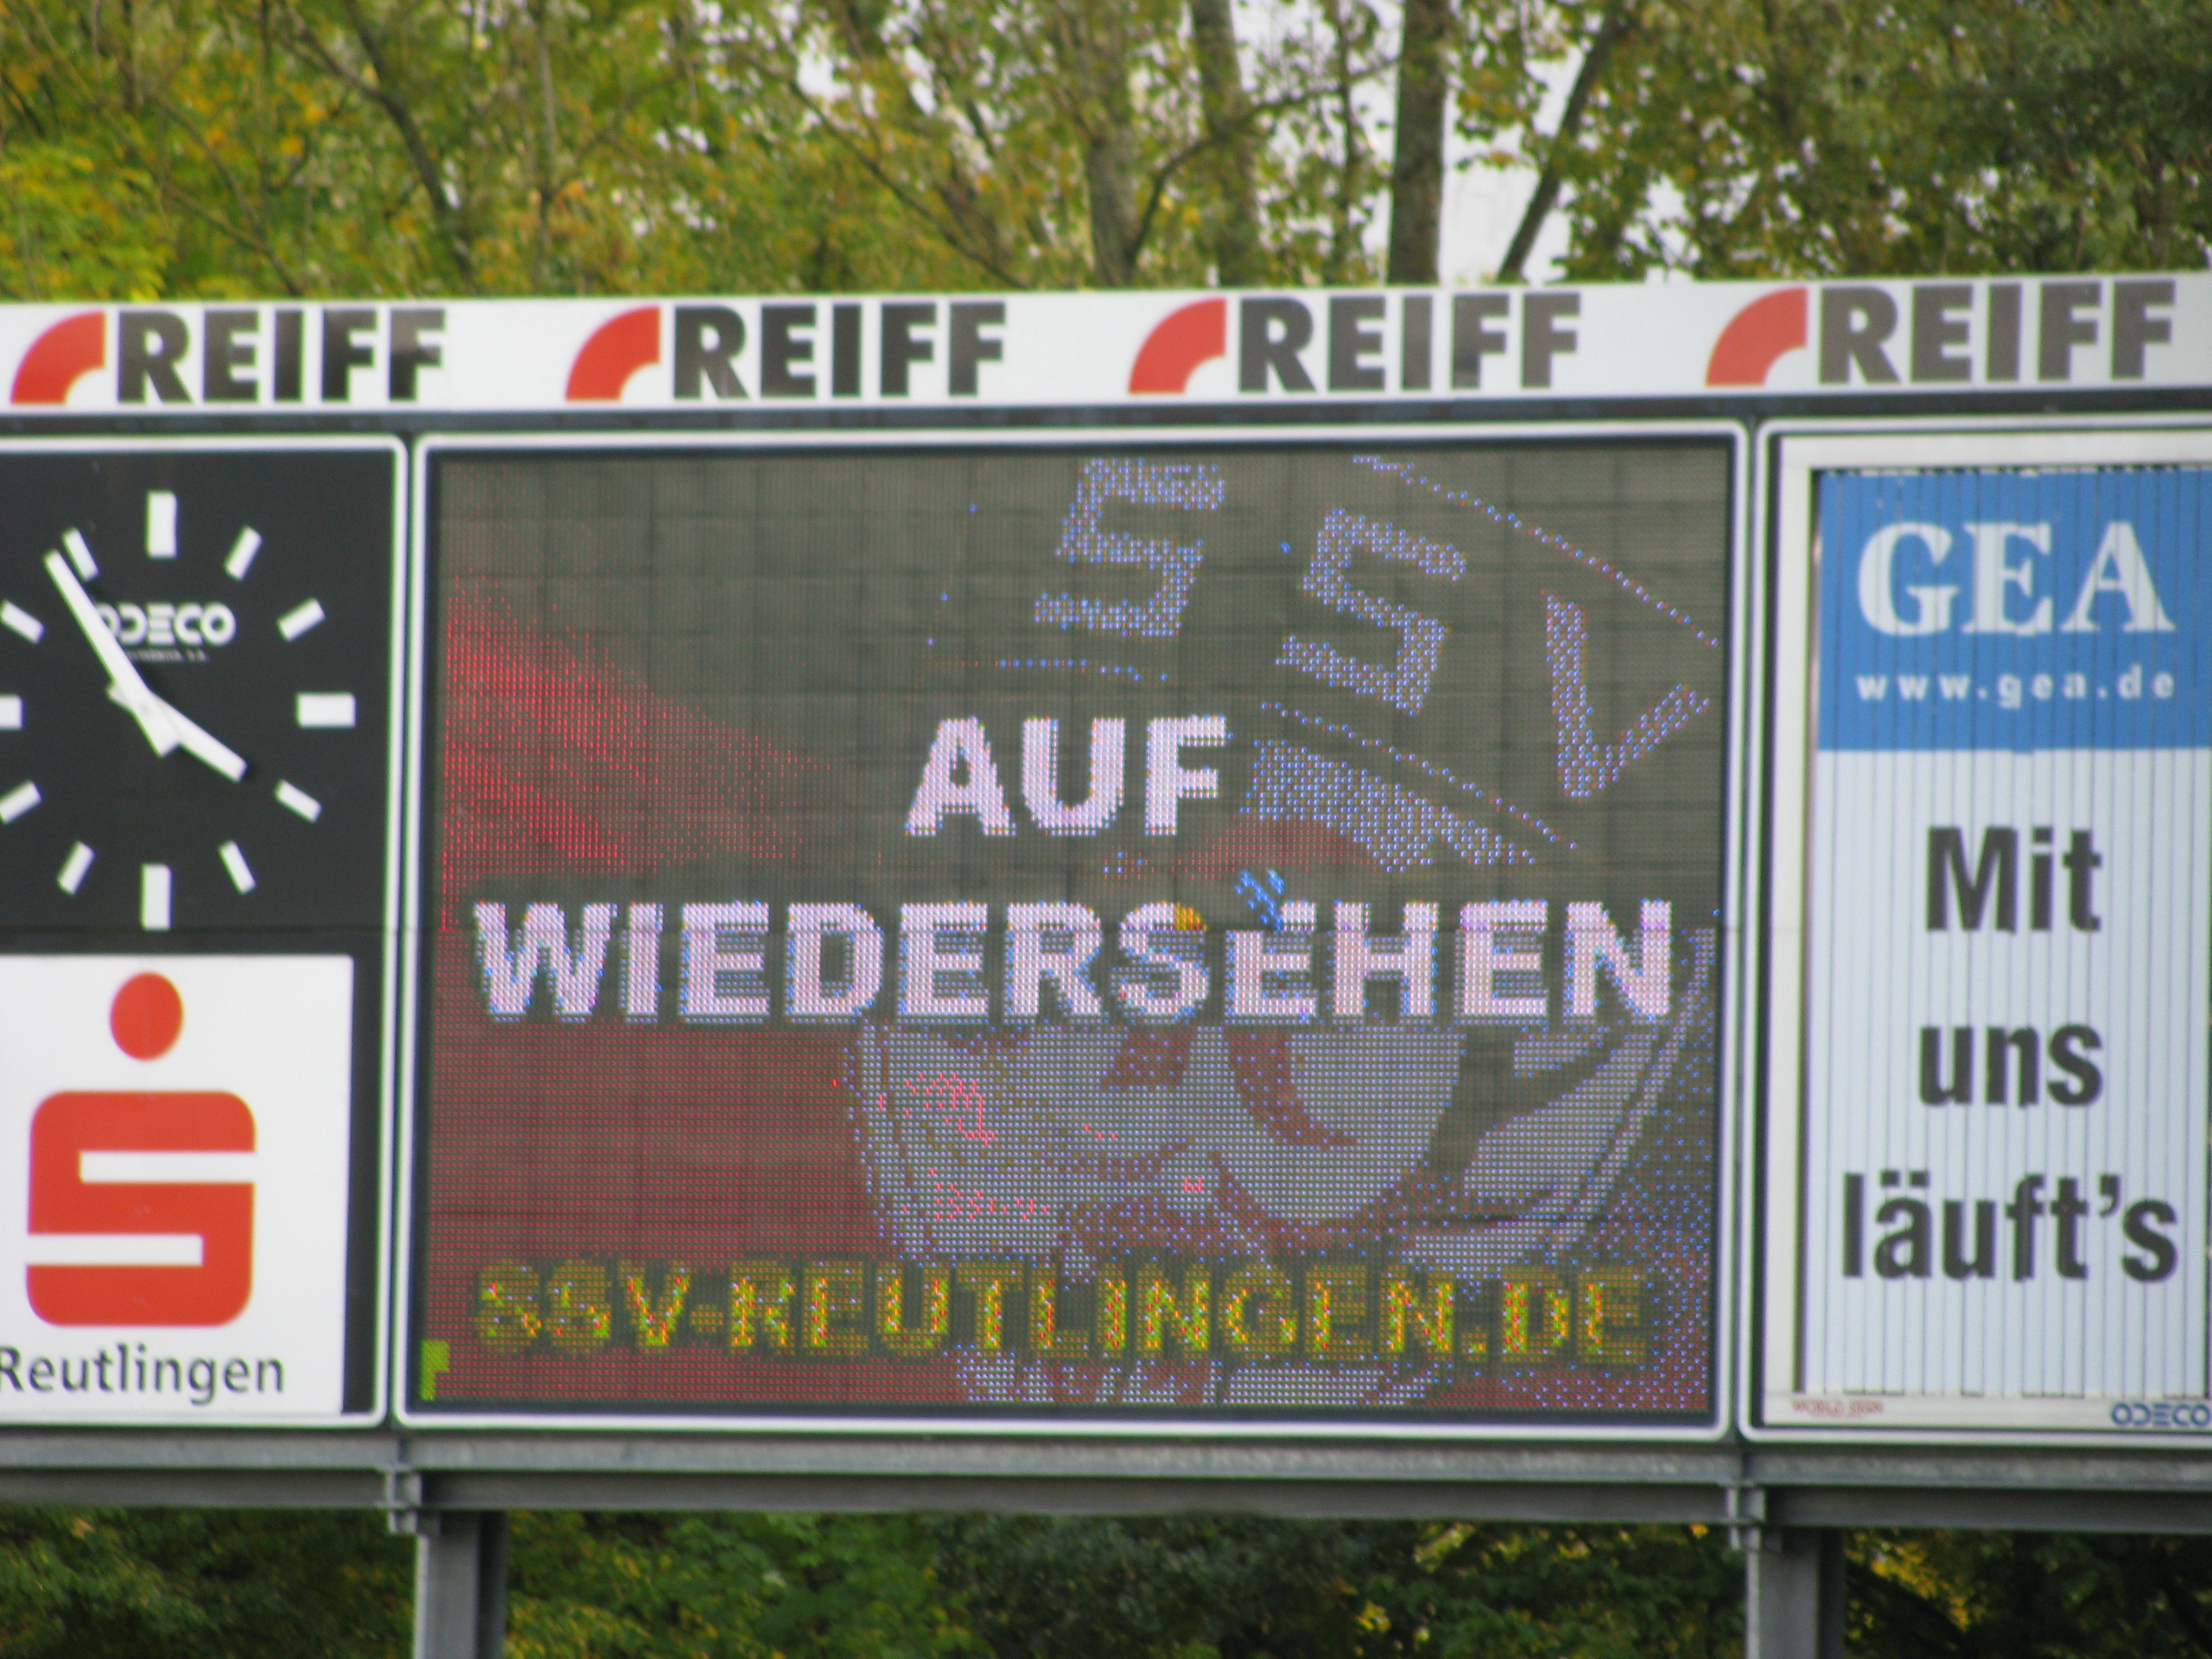 REIFF REIFF REIFF REIFF
ODECO
Reutlingen
SSV
AUF
WIEDERSEHEN
SSV-REUTLINGEN.DE
GEA
www.gea.de
Mit
uns
läuft's
ODECO